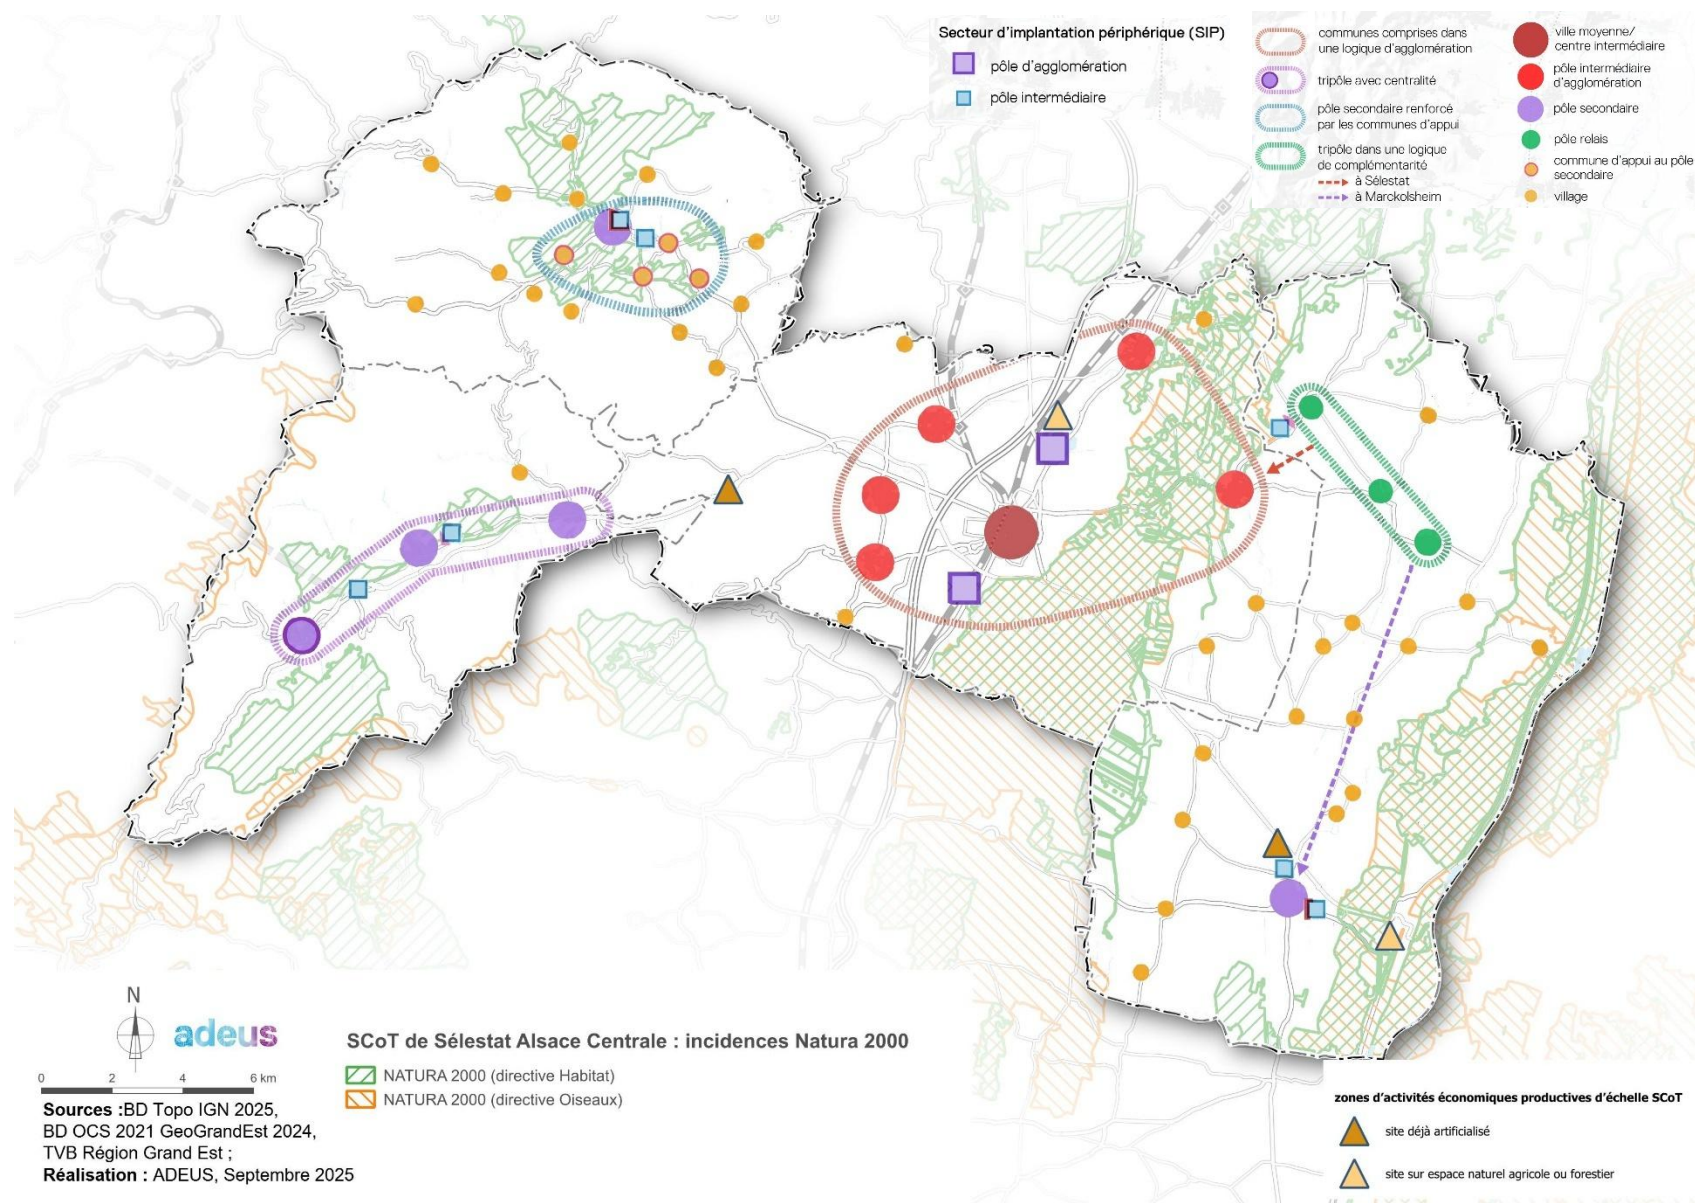 Secteur d'implantation périphérique (SIP)
pôle d'agglomération
pôle intermédiaire
communes comprises dans
une logique d'agglomération
tripôle avec centralité
pôle secondaire renforcé
par les communes d'appui
tripôle dans une logique
de complémentarité
à Sélestat
à Marckolsheim
ville moyenne/
centre intermédiaire
pôle intermédiaire
d'agglomération
pôle secondaire
pôle relais
commune d'appui au pôle
secondaire
village
N
adeus
0 2 4 6 km
Sources :BD Topo IGN 2025,
BD OCS 2021 GeoGrandEst 2024,
TVB Région Grand Est ;
Réalisation : ADEUS, Septembre 2025
SCoT de Sélestat Alsace Centrale : incidences Natura 2000
NATURA 2000 (directive Habitat)
NATURA 2000 (directive Oiseaux)
zones d'activités économiques productives d'échelle SCoT
site déjà artificialisé
site sur espace naturel agricole ou forestier